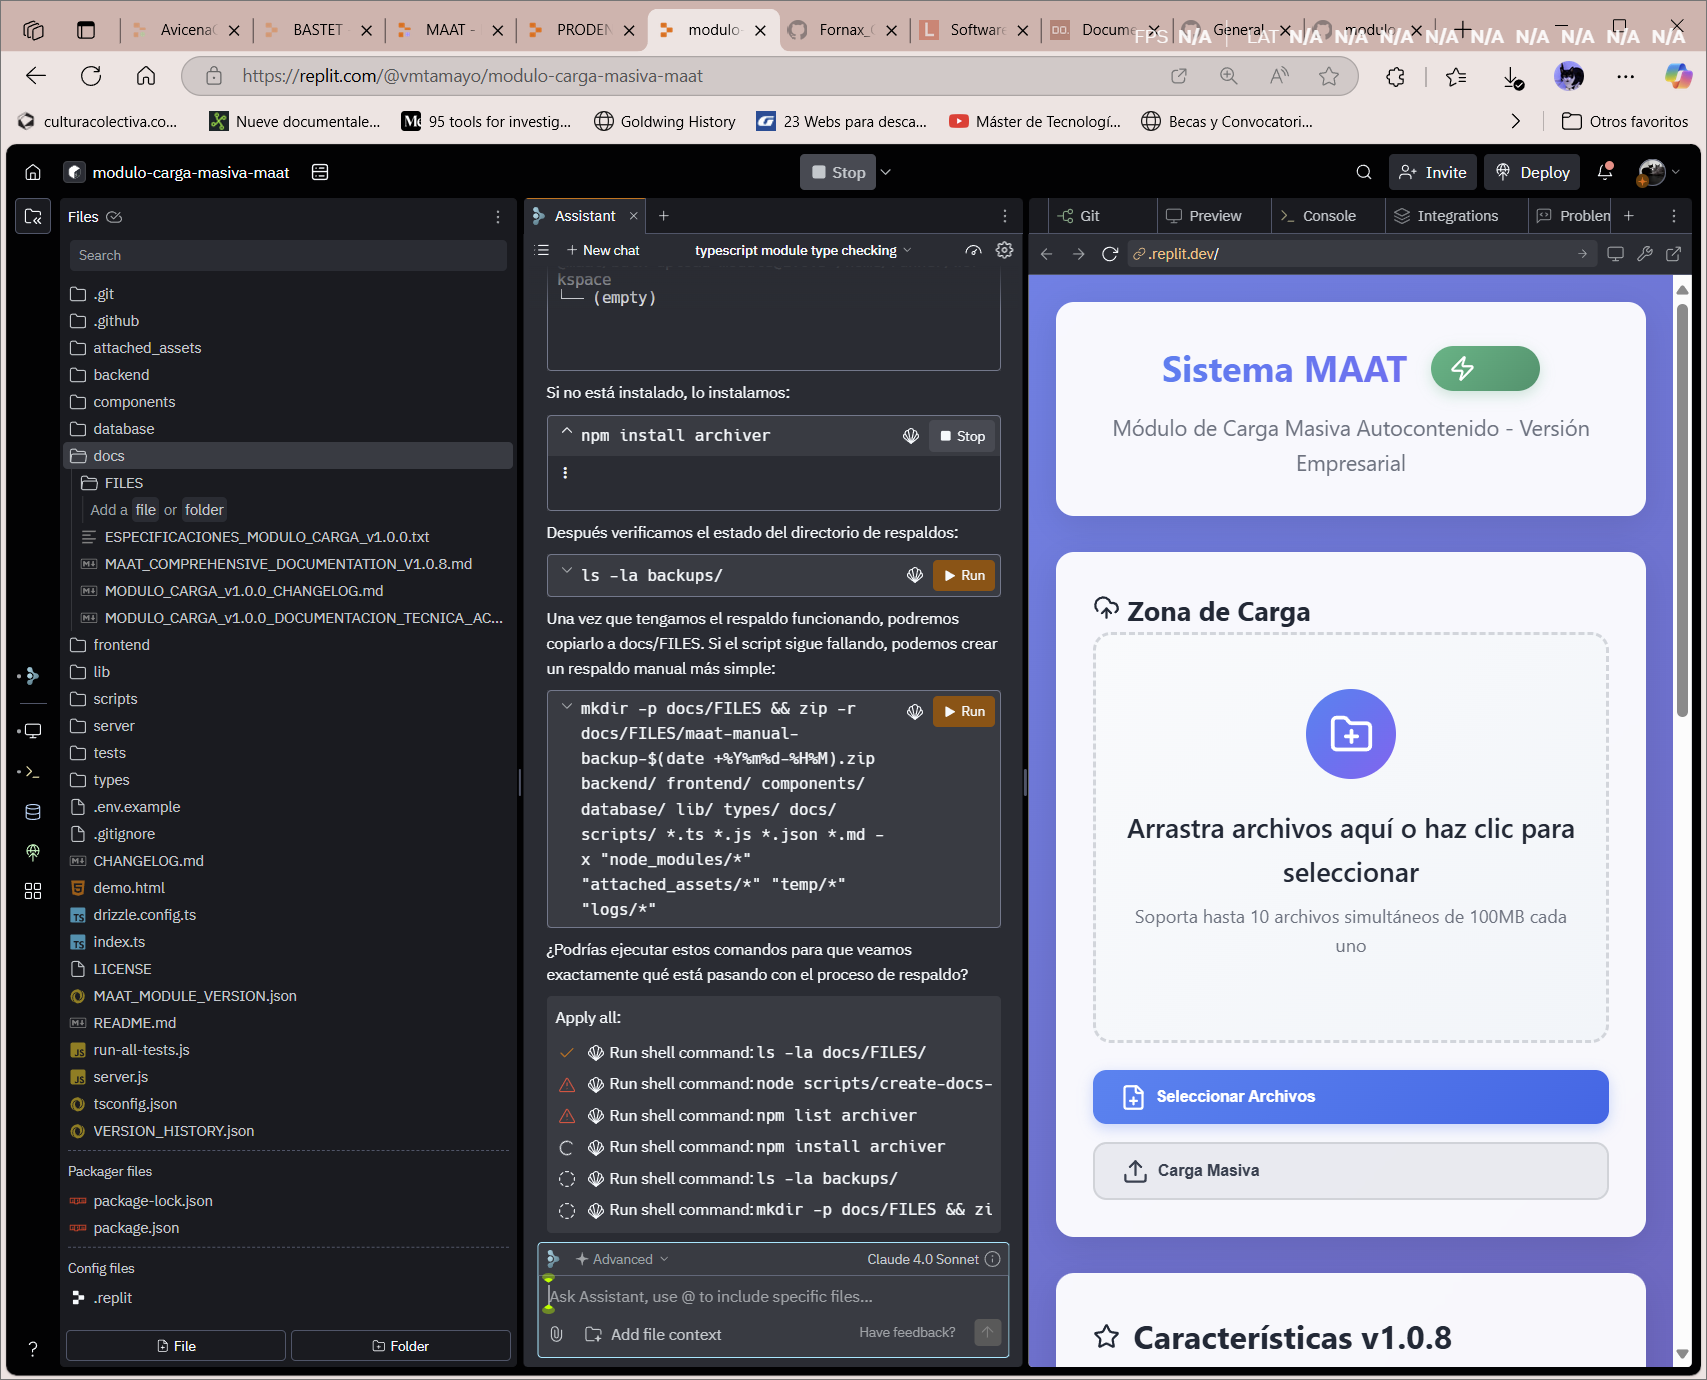 Avicena
BASTET
MAAT -
PRODEN
modulo-
Fornax_
Software
Docume
General
modulo
FPS N/A LAT N/A N/A N/A N/A N/A N/A N/A N/A N/A
https://replit.com/@vmtamayo/modulo-carga-masiva-maat
culturacolectiva.co...
Nueve documentale...
95 tools for investig...
Goldwing History
23 Webs para desca...
Máster de Tecnologí...
Becas y Convocatori...
Otros favoritos
modulo-carga-masiva-maat
Stop
Invite
Deploy
Files
Search
.git
.github
attached_assets
backend
components
database
docs
FILES
Add a file or folder
ESPECIFICACIONES_MODULO_CARGA_v1.0.0.txt
MAAT_COMPREHENSIVE_DOCUMENTATION_V1.0.8.md
MODULO_CARGA_v1.0.0_CHANGELOG.md
MODULO_CARGA_v1.0.0_DOCUMENTACION_TECNICA_AC...
frontend
lib
scripts
server
tests
types
.env.example
.gitignore
CHANGELOG.md
demo.html
drizzle.config.ts
index.ts
LICENSE
MAAT_MODULE_VERSION.json
README.md
run-all-tests.js
server.js
tsconfig.json
VERSION_HISTORY.json
Packager files
package-lock.json
package.json
Config files
.replit
File
Folder
Assistant
New chat
typescript module type checking
kspace
└── (empty)
Si no está instalado, lo instalamos:
npm install archiver
Stop
Después verificamos el estado del directorio de respaldos:
ls -la backups/
Run
Una vez que tengamos el respaldo funcionando, podremos
copiarlo a docs/FILES. Si el script sigue fallando, podemos crear
un respaldo manual más simple:
mkdir -p docs/FILES && zip -r
Run
docs/FILES/maat-manual-
backup-$(date +%Y%m%d-%H%M).zip
backend/ frontend/ components/
database/ lib/ types/ docs/
scripts/ *.ts *.js *.json *.md -
x "node_modules/*"
"attached_assets/*" "temp/*"
"logs/*"
¿Podrías ejecutar estos comandos para que veamos
exactamente qué está pasando con el proceso de respaldo?
Apply all:
Run shell command: ls -la docs/FILES/
Run shell command: node scripts/create-docs-
Run shell command: npm list archiver
Run shell command: npm install archiver
Run shell command: ls -la backups/
Run shell command: mkdir -p docs/FILES && zi
Advanced
Claude 4.0 Sonnet
Ask Assistant, use @ to include specific files...
Add file context
Have feedback?
Git
Preview
Console
Integrations
Problen
.replit.dev/
Sistema MAAT
Módulo de Carga Masiva Autocontenido - Versión
Empresarial
Zona de Carga
Arrastra archivos aquí o haz clic para
seleccionar
Soporta hasta 10 archivos simultáneos de 100MB cada
uno
Seleccionar Archivos
Carga Masiva
Características v1.0.8